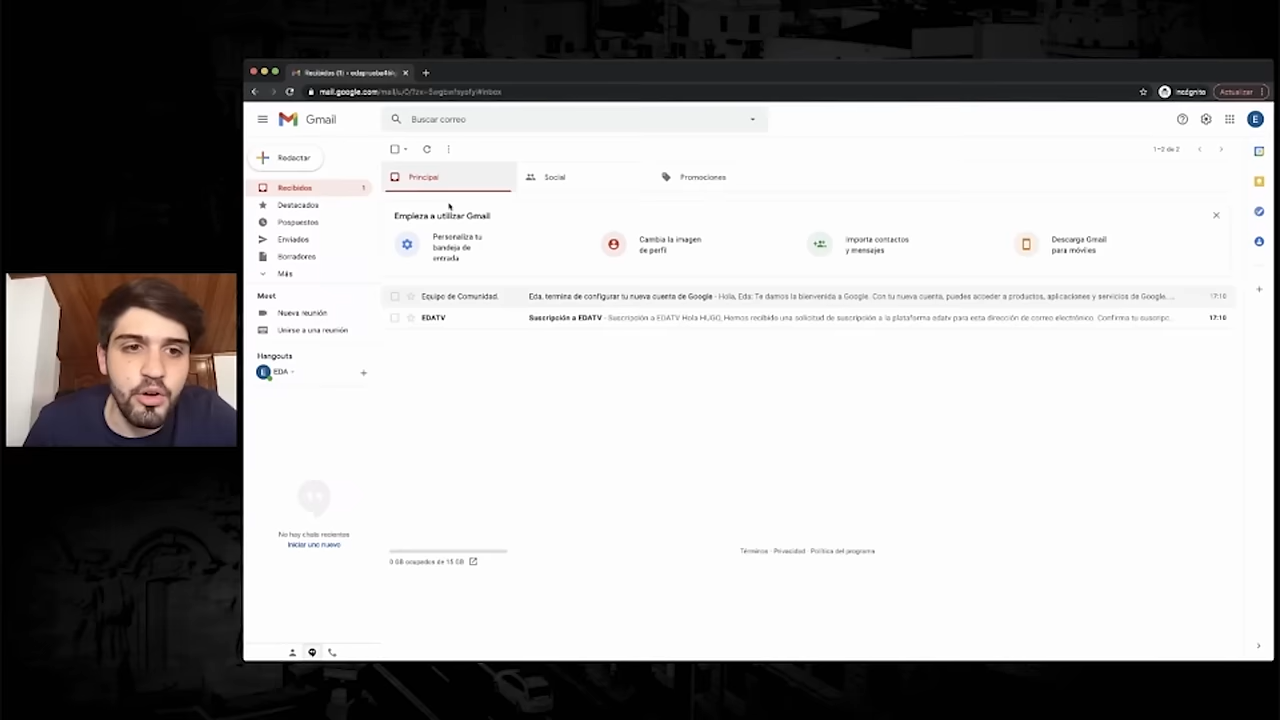 Recibidos (1) - edaprueba
mail.google.com/mail/u/0/
Incógnito
Actualizar
Gmail
Buscar correo
Redactar
1–2 de 2
Recibidos 1
Principal
Social
Promociones
Destacados
Pospuestos
Enviados
Borradores
Más
Empieza a utilizar Gmail
Personaliza tu
bandeja de
entrada
Cambia la imagen
de perfil
Importa contactos
y mensajes
Descarga Gmail
para móviles
Equipo de Comunidad. Eda, termina de configurar tu nueva cuenta de Google - Hola, Eda: Te damos la bienvenida a Google. Con tu nueva cuenta, puedes acceder a productos, aplicaciones y servicios de Google,... 17:10
EDATV Suscripción a EDATV - Suscripción a EDATV Hola HUGO, Hemos recibido una solicitud de suscripción a la plataforma edatv para esta dirección de correo electrónico. Confirma tu suscripc... 17:10
Meet
Nueva reunión
Unirse a una reunión
Hangouts
E EDA
No hay chats recientes
Iniciar uno nuevo
0 GB ocupados de 15 GB
Términos · Privacidad · Política del programa
E